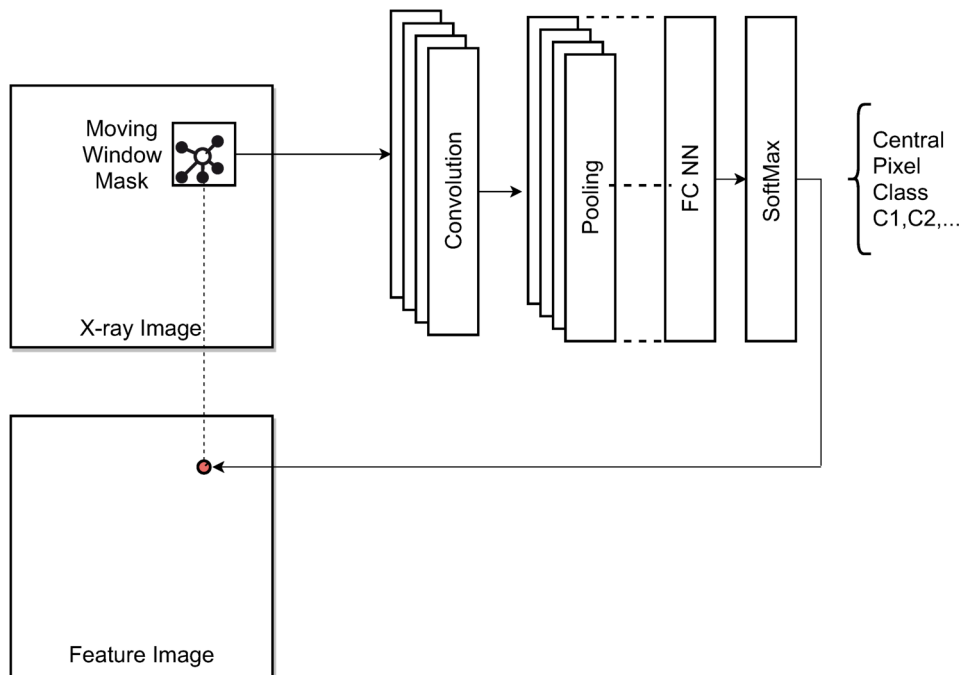 Moving
Window
Mask
X-ray Image
Convolution
Pooling
FC NN
SoftMax
Central
Pixel
Class
C1,C2,...
Feature Image